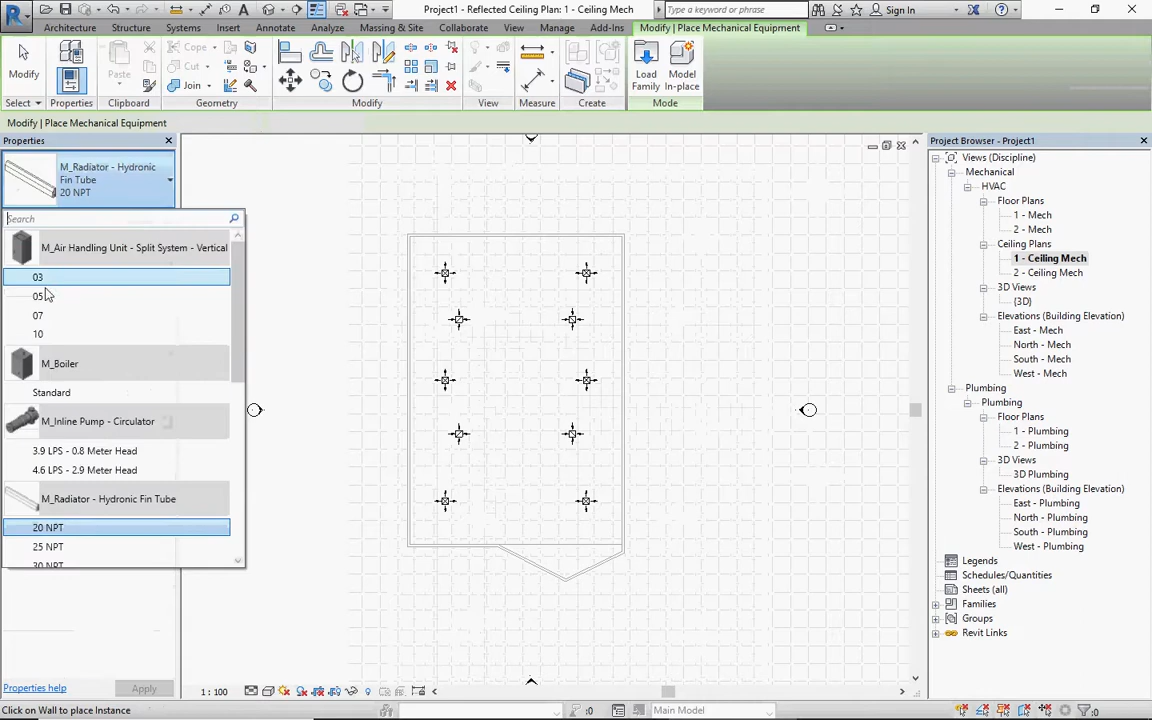 Project1 - Reflected Ceiling Plan: 1 - Ceiling Mech
Type a keyword or phrase
Sign In
Architecture Structure Systems Insert Annotate Analyze Massing & Site Collaborate View Manage Add-Ins Modify | Place Mechanical Equipment
Modify
Properties
Paste
Cope
Cut
Join
Load Family
Model In-place
Select Properties Clipboard Geometry Modify View Measure Create Mode
Modify | Place Mechanical Equipment
Properties
M_Radiator - Hydronic
Fin Tube
20 NPT
Search
M_Air Handling Unit - Split System - Vertical
03
05
07
10
M_Boiler
Standard
M_Inline Pump - Circulator
3.9 LPS - 0.8 Meter Head
4.6 LPS - 2.9 Meter Head
M_Radiator - Hydronic Fin Tube
20 NPT
25 NPT
30 NPT
Properties help
Apply
Click on Wall to place Instance
1 : 100
:0
Main Model
:0
Project Browser - Project1
Views (Discipline)
Mechanical
HVAC
Floor Plans
1 - Mech
2 - Mech
Ceiling Plans
1 - Ceiling Mech
2 - Ceiling Mech
3D Views
{3D}
Elevations (Building Elevation)
East - Mech
North - Mech
South - Mech
West - Mech
Plumbing
Plumbing
Floor Plans
1 - Plumbing
2 - Plumbing
3D Views
3D Plumbing
Elevations (Building Elevation)
East - Plumbing
North - Plumbing
South - Plumbing
West - Plumbing
Legends
Schedules/Quantities
Sheets (all)
Families
Groups
Revit Links